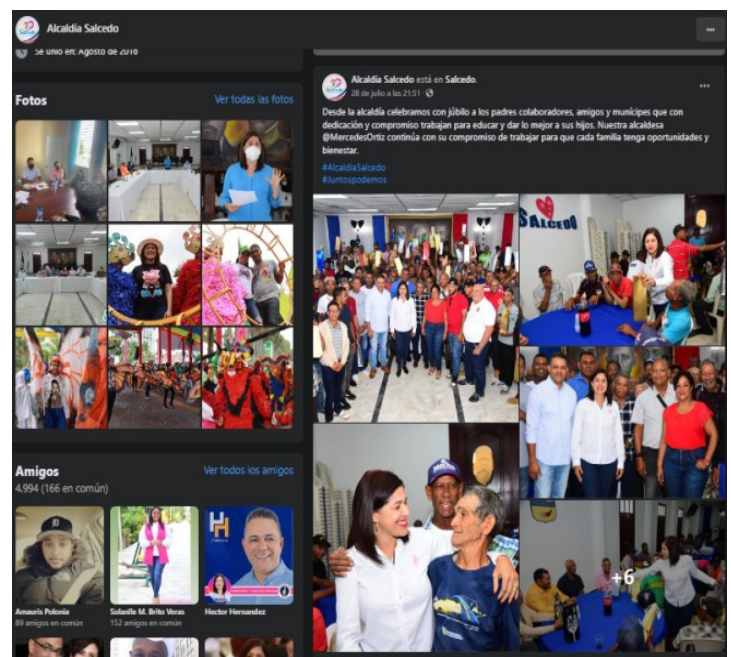 Alcaldía Salcedo
Se unió en: Agosto de 2016
Fotos
Ver todas las fotos
Amigos
Ver todos los amigos
4.994 (166 en común)
Amauris Polonia
89 amigos en común
Solanlle M. Brito Veras
152 amigos en común
Hector Hernandez
Alcaldía Salcedo está en Salcedo.
28 de julio a las 21:51
Desde la alcaldía celebramos con júbilo a los padres colaboradores, amigos y munícipes que con
dedicación y compromiso trabajan para educar y dar lo mejor a sus hijos. Nuestra alcaldesa
@MercedesOrtiz continúa con su compromiso de trabajar para que cada familia tenga oportunidades y
bienestar.
#AlcaldiaSalcedo
#Juntospodemos
SALCEDO
+6